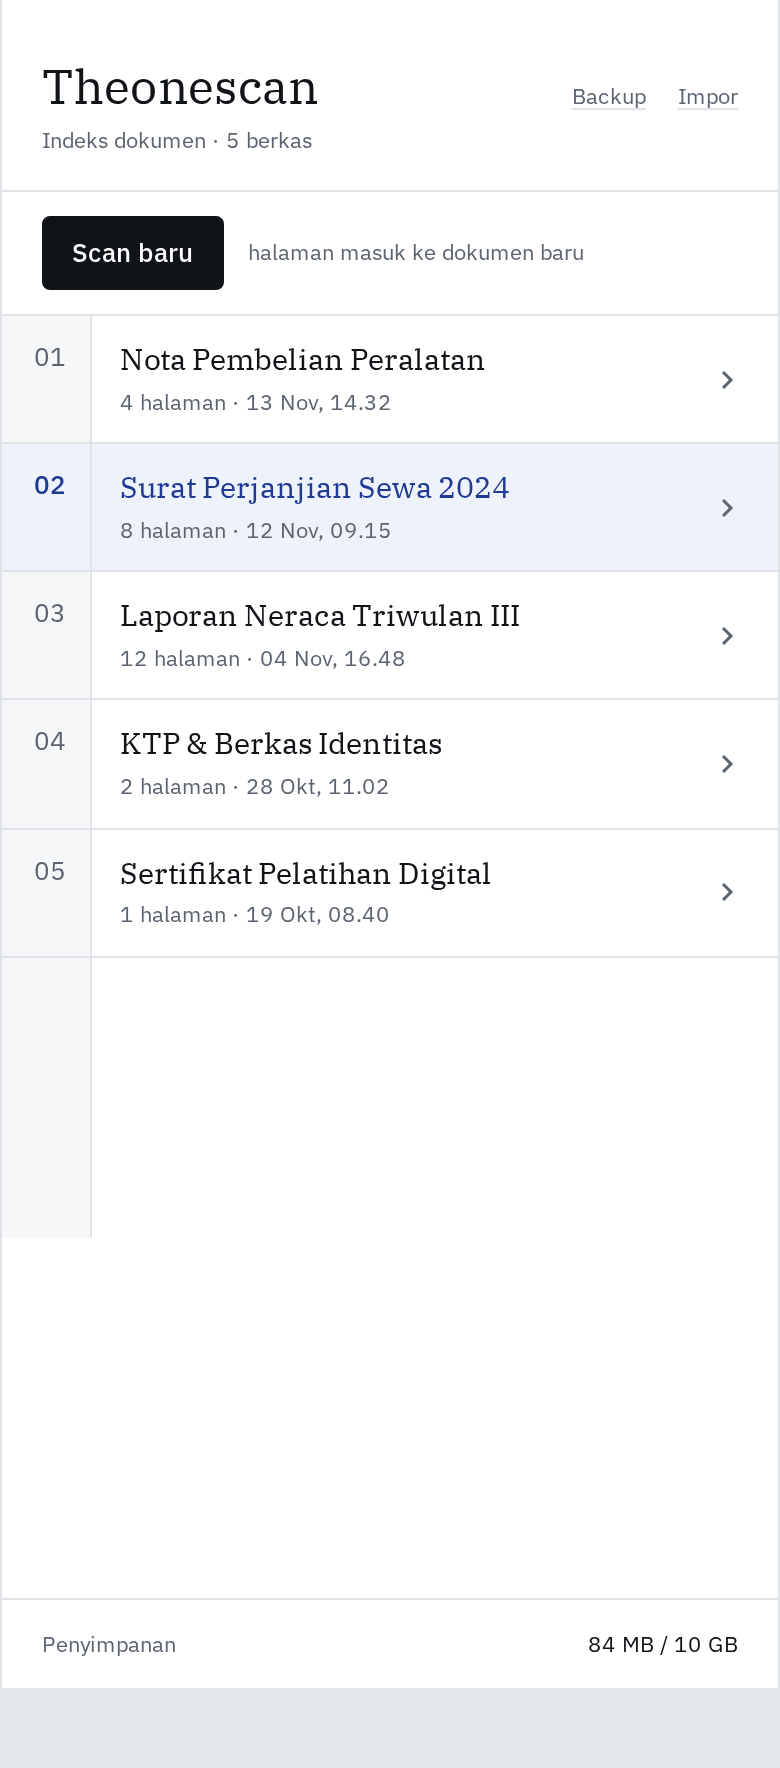 Theonescan
Backup
Impor
Indeks dokumen · 5 berkas
Scan baru
halaman masuk ke dokumen baru
01
Nota Pembelian Peralatan
4 halaman · 13 Nov, 14.32
02
Surat Perjanjian Sewa 2024
8 halaman · 12 Nov, 09.15
03
Laporan Neraca Triwulan III
12 halaman · 04 Nov, 16.48
04
KTP & Berkas Identitas
2 halaman · 28 Okt, 11.02
05
Sertifikat Pelatihan Digital
1 halaman · 19 Okt, 08.40
Penyimpanan
84 MB / 10 GB